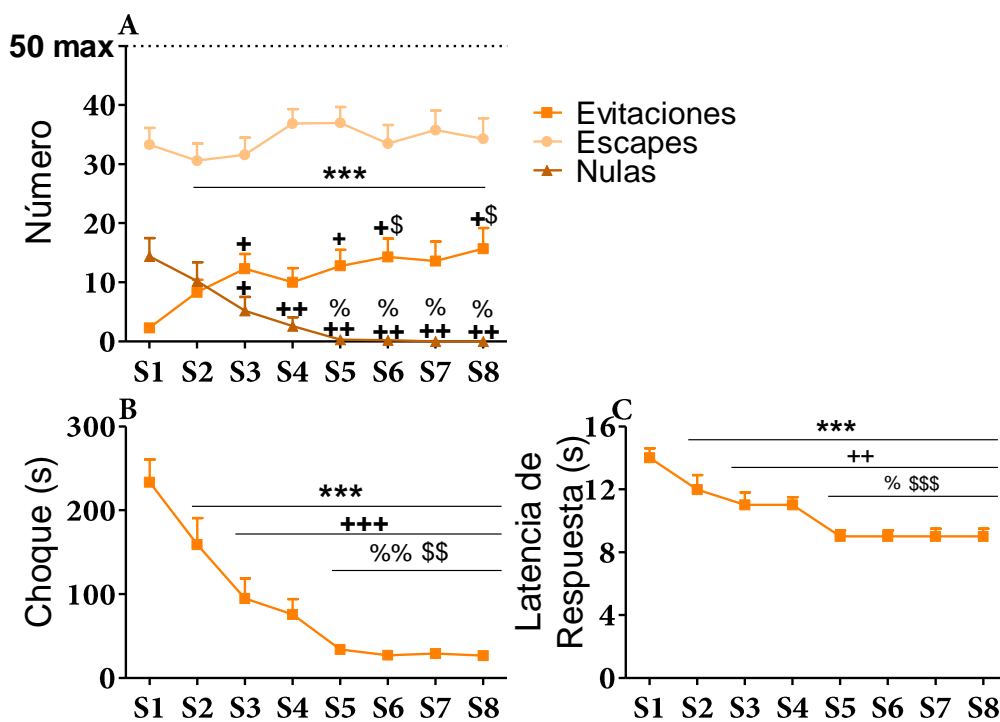 A
50 max
40
30
20
10
0
Número
Evitaciones
Escapes
Nulas
***
+
+
+$
+$
+
++
%
%
%
%
++
++
++
++
S1 S2 S3 S4 S5 S6 S7 S8
B
300
200
100
0
Choque (s)
***
+++
%% $$
S1 S2 S3 S4 S5 S6 S7 S8
C
16
12
8
4
0
Latencia de
Respuesta (s)
***
++
% $$$
S1 S2 S3 S4 S5 S6 S7 S8